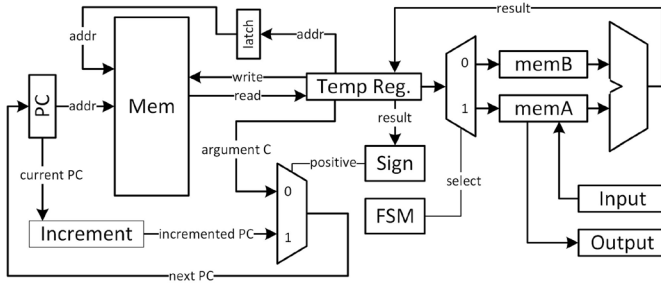 result
addr
latch
addr
write
read
Mem
PC
addr
Temp Reg.
0
1
memB
memA
result
argument C
positive
Sign
select
FSM
current PC
0
1
Increment
incremented PC
next PC
Input
Output